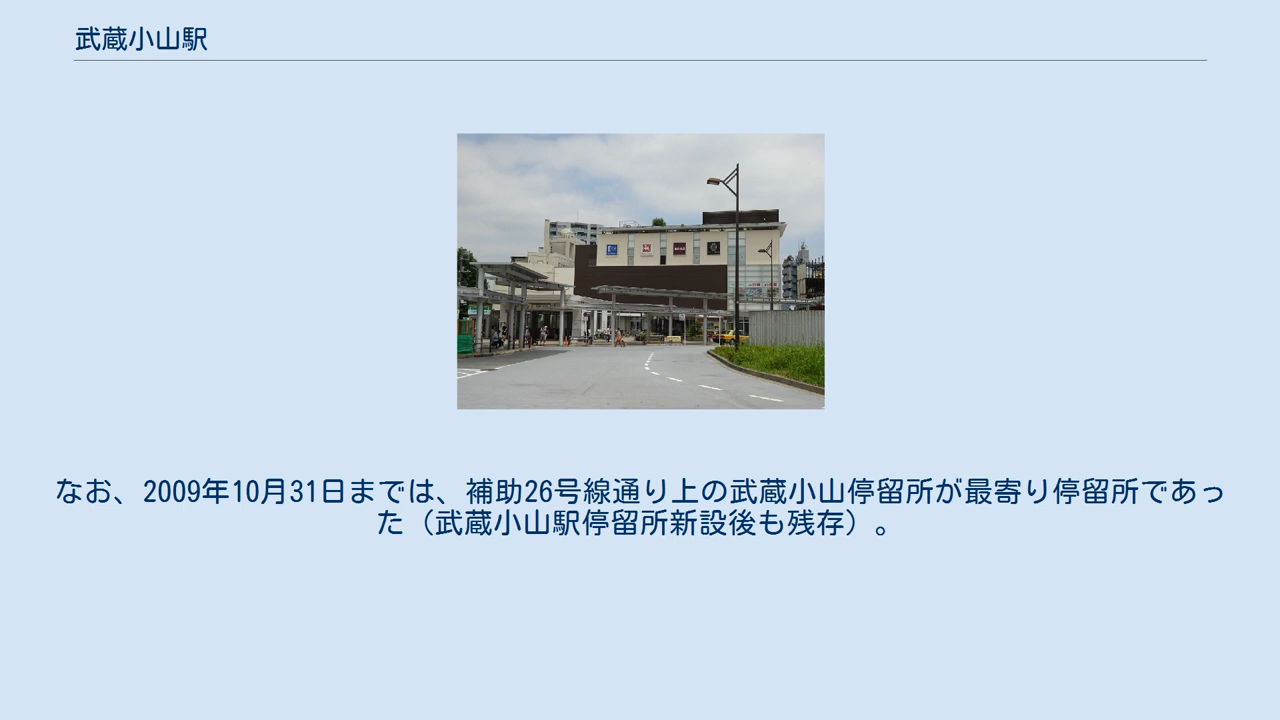 武蔵小山駅
なお、2009年10月31日までは、補助26号線通り上の武蔵小山停留所が最寄り停留所であっ
た（武蔵小山駅停留所新設後も残存）。